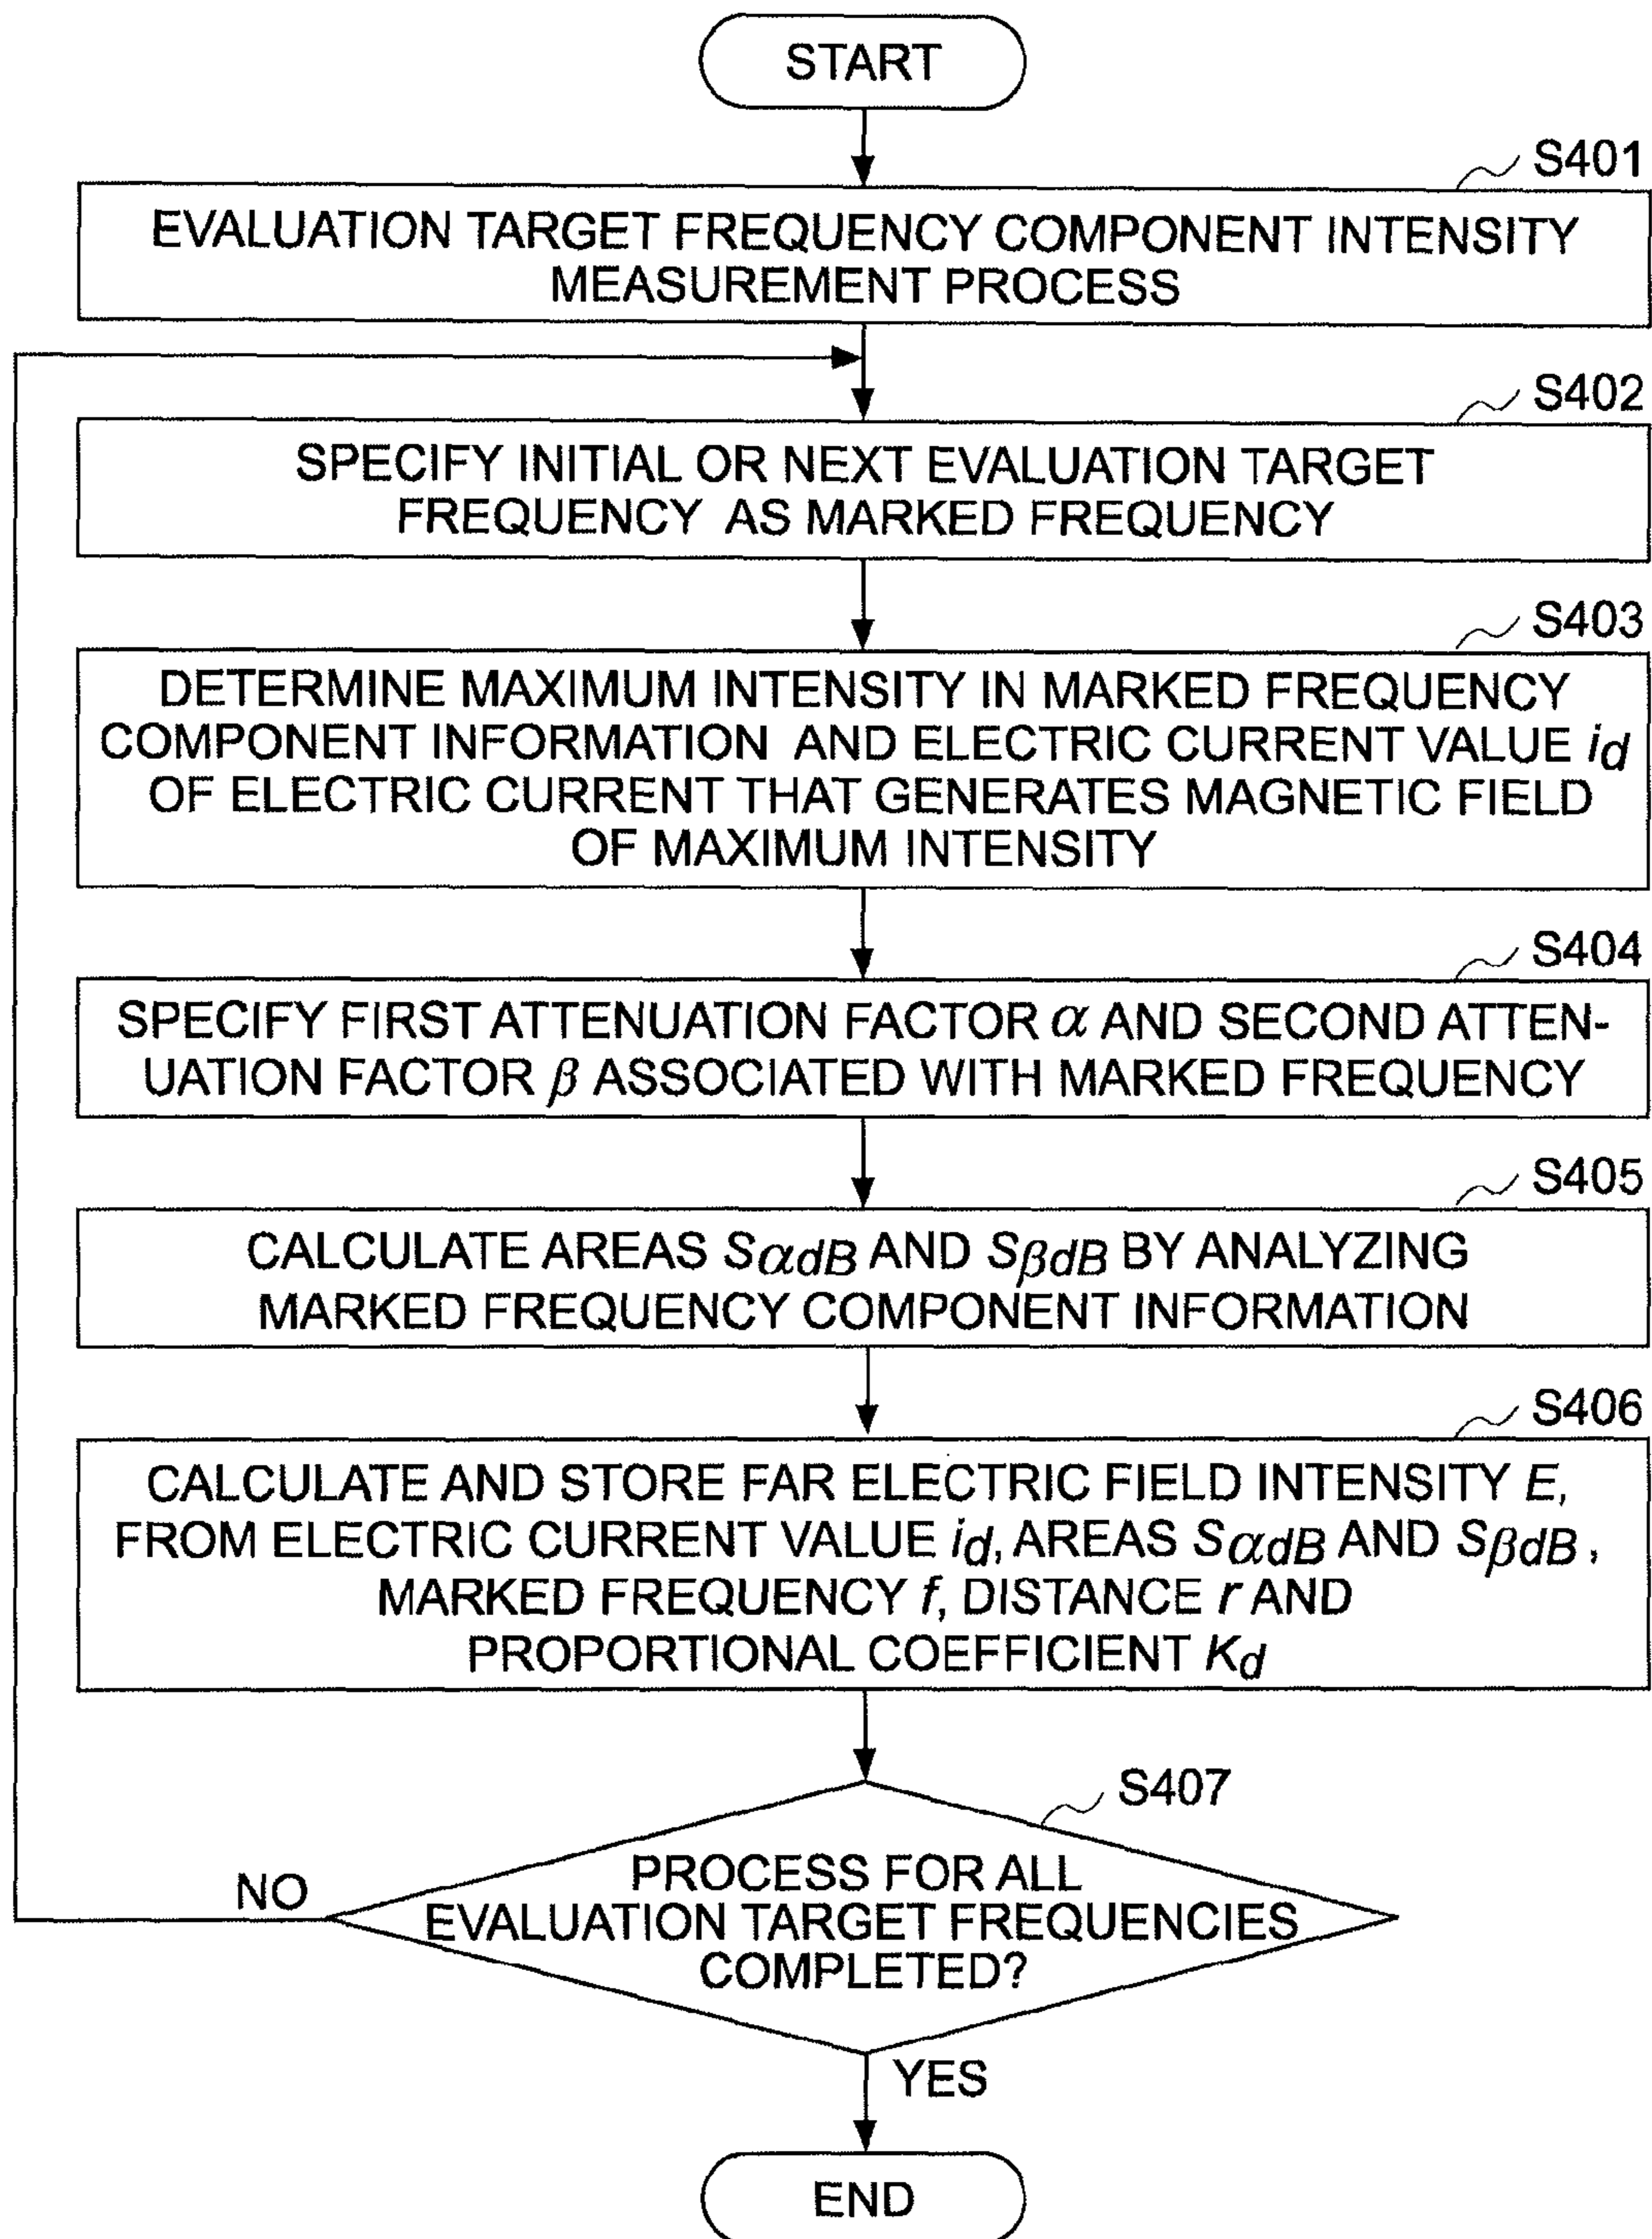 START
S401
EVALUATION TARGET FREQUENCY COMPONENT INTENSITY
MEASUREMENT PROCESS
S402
SPECIFY INITIAL OR NEXT EVALUATION TARGET
FREQUENCY AS MARKED FREQUENCY
S403
DETERMINE MAXIMUM INTENSITY IN MARKED FREQUENCY
COMPONENT INFORMATION AND ELECTRIC CURRENT VALUE id
OF ELECTRIC CURRENT THAT GENERATES MAGNETIC FIELD
OF MAXIMUM INTENSITY
S404
SPECIFY FIRST ATTENUATION FACTOR α AND SECOND ATTEN-
UATION FACTOR β ASSOCIATED WITH MARKED FREQUENCY
S405
CALCULATE AREAS SαdB AND SβdB BY ANALYZING
MARKED FREQUENCY COMPONENT INFORMATION
S406
CALCULATE AND STORE FAR ELECTRIC FIELD INTENSITY E,
FROM ELECTRIC CURRENT VALUE id, AREAS SαdB AND SβdB,
MARKED FREQUENCY f, DISTANCE r AND
PROPORTIONAL COEFFICIENT Kd
S407
PROCESS FOR ALL
EVALUATION TARGET FREQUENCIES
COMPLETED?
NO
YES
END